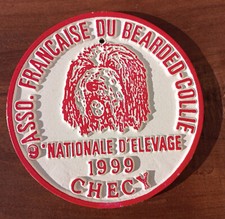 ASSO. FRANCAISE DU BEARDED-COLLIE
NATIONALE D'ELEVAGE
1999
CHECY